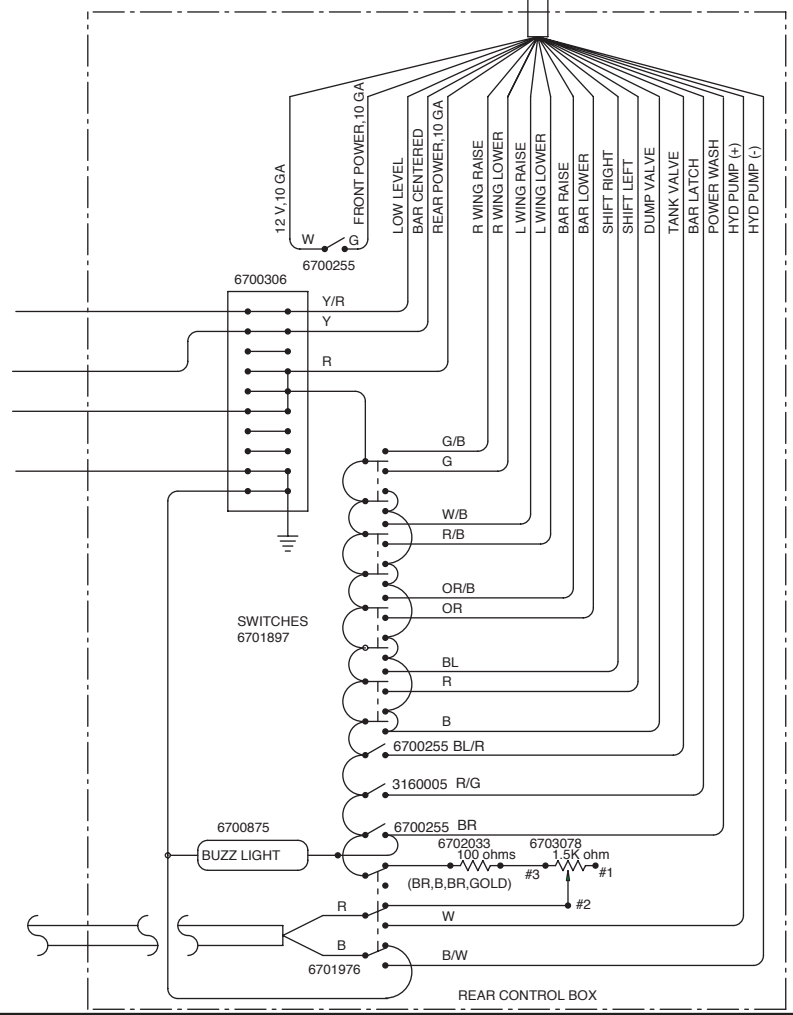 12 V,10 GA
FRONT POWER,10 GA
LOW LEVEL
BAR CENTERED
REAR POWER,10 GA
R WING RAISE
R WING LOWER
L WING RAISE
L WING LOWER
BAR RAISE
BAR LOWER
SHIFT RIGHT
SHIFT LEFT
DUMP VALVE
TANK VALVE
BAR LATCH
POWER WASH
HYD PUMP (+)
HYD PUMP (-)
W G
6700255
6700306
Y/R
Y
R
G/B
G
W/B
R/B
OR/B
OR
SWITCHES
6701897
BL
R
B
6700255 BL/R
3160005 R/G
6700875
6700255 BR
6702033 6703078
BUZZ LIGHT
100 ohms 1.5K ohm
#3 #1
(BR,B,BR,GOLD)
R
#2
W
B
B/W
6701976
REAR CONTROL BOX